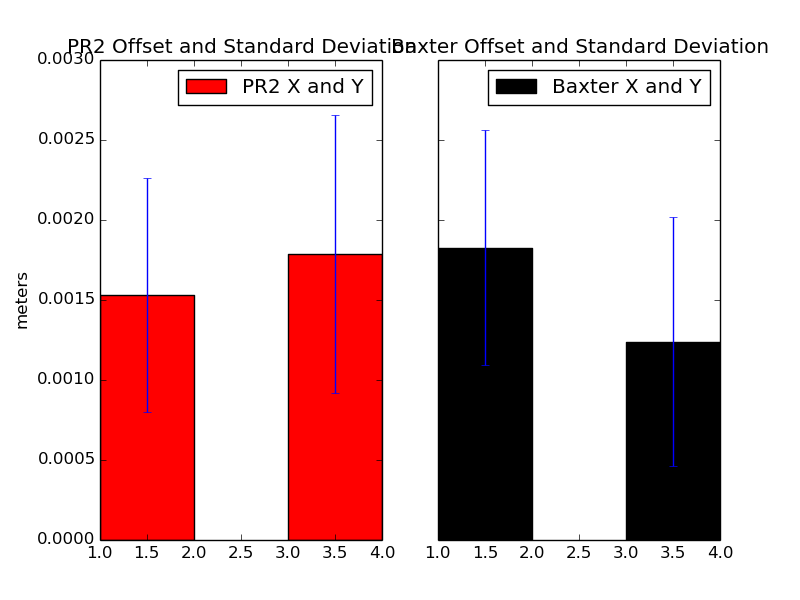 PR2 Offset and Standard Deviation
Baxter Offset and Standard Deviation
PR2 X and Y
Baxter X and Y
meters
0.0030
0.0025
0.0020
0.0015
0.0010
0.0005
0.0000
1.0 1.5 2.0 2.5 3.0 3.5 4.0
1.0 1.5 2.0 2.5 3.0 3.5 4.0